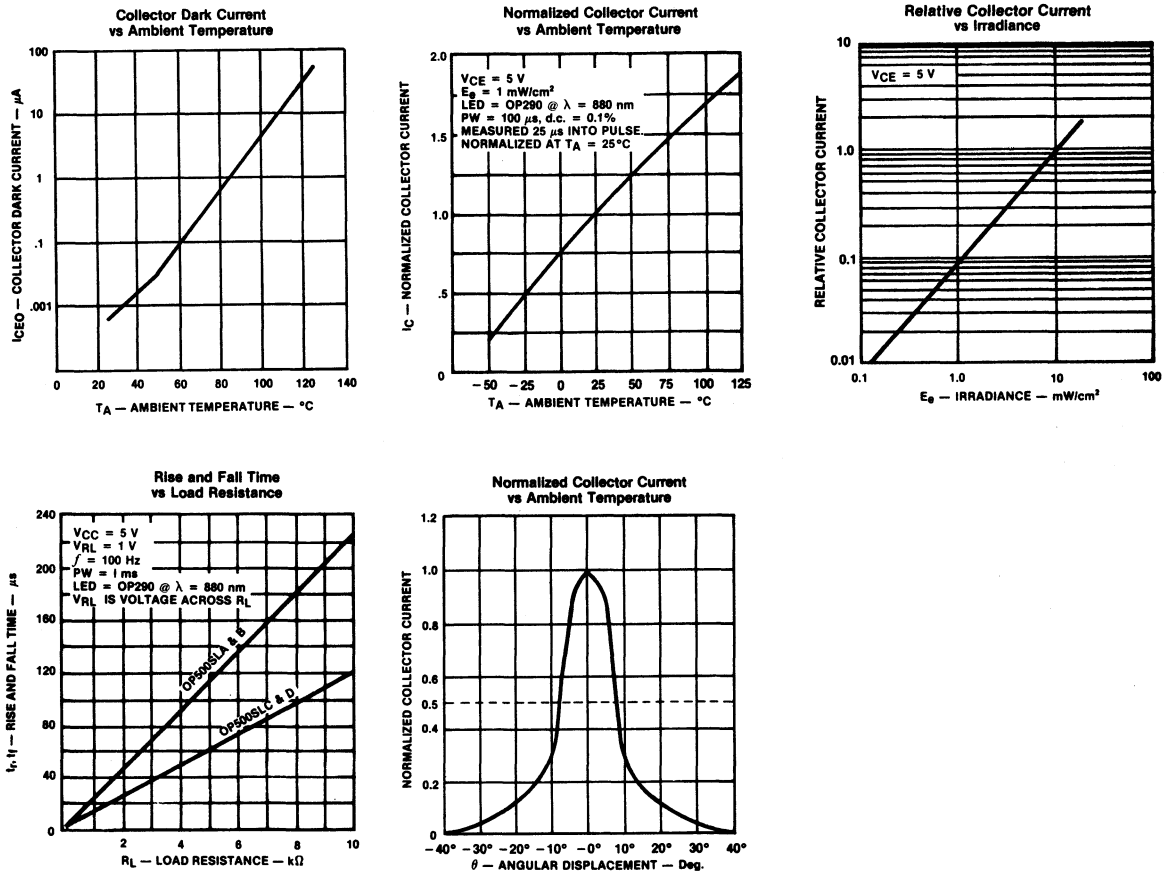 Collector Dark Current
vs Ambient Temperature
100
10
1
.1
.001
0 20 40 60 80 100 120 140
ICEO — COLLECTOR DARK CURRENT — μA
TA — AMBIENT TEMPERATURE — °C
Normalized Collector Current
vs Ambient Temperature
VCE = 5 V
Ee = 1 mW/cm²
LED = OP290 @ λ = 880 nm
PW = 100 μs, d.c. = 0.1%
MEASURED 25 μs INTO PULSE.
NORMALIZED AT TA = 25°C
2.0
1.5
1.0
.5
0
−50 −25 0 25 50 75 100 125
IC — NORMALIZED COLLECTOR CURRENT
TA — AMBIENT TEMPERATURE — °C
Relative Collector Current
vs Irradiance
VCE = 5 V
10
1.0
0.1
0.01
0.1 1.0 10 100
RELATIVE COLLECTOR CURRENT
Ee — IRRADIANCE — mW/cm²
Rise and Fall Time
vs Load Resistance
VCC = 5 V
VRL = 1 V
f = 100 Hz
PW = I ms
LED = OP290 @ λ = 880 nm
VRL IS VOLTAGE ACROSS RL
OP500SLA & B
OP500SLC & D
240
200
160
120
80
40
0
2 4 6 8 10
tr, tf — RISE AND FALL TIME — μs
RL — LOAD RESISTANCE — kΩ
Normalized Collector Current
vs Ambient Temperature
1.2
1.0
0.8
0.6
0.5
0.4
0.2
0
−40° −30° −20° −10° −0° 10° 20° 30° 40°
NORMALIZED COLLECTOR CURRENT
θ — ANGULAR DISPLACEMENT — Deg.